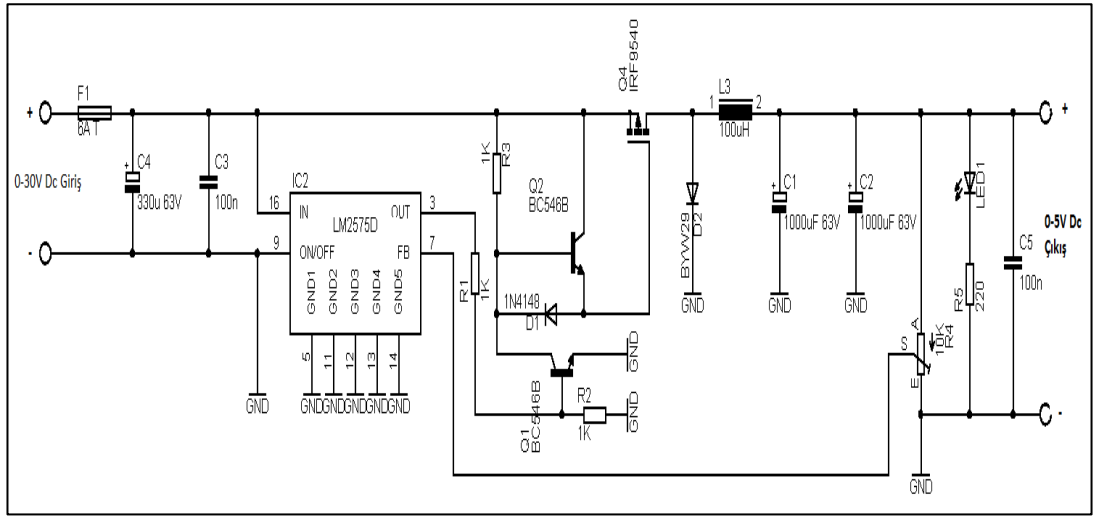 F1
6A T
+
0-30V Dc Giriş
-
C4
+
330u 63V
C3
100n
IC2
16
IN
OUT
3
LM2575D
9
ON/OFF
FB
7
GND1
GND2
GND3
GND4
GND5
5
11
12
13
14
GND
GND
GND
GND
GND
GND
R1
1K
1K
R3
Q2
BC546B
1N4148
D1
Q1
BC546B
GND
R2
1K
GND
Q4
IRF9540
BYW29
D2
GND
L3
1
2
100uH
+
C1
1000uF 63V
GND
+
C2
1000uF 63V
GND
A
S
E
10K
R4
GND
LED1
R5
220
C5
100n
+
0-5V Dc
Çıkış
-